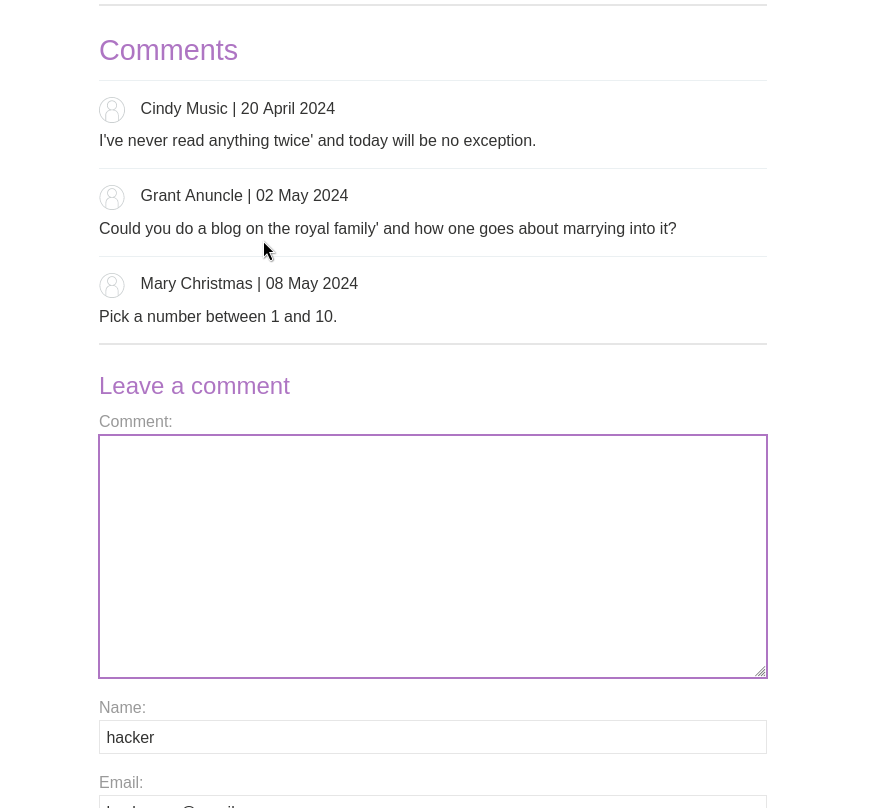 Comments
Cindy Music | 20 April 2024
I've never read anything twice' and today will be no exception.
Grant Anuncle | 02 May 2024
Could you do a blog on the royal family' and how one goes about marrying into it?
Mary Christmas | 08 May 2024
Pick a number between 1 and 10.
Leave a comment
Comment:
Name:
hacker
Email: